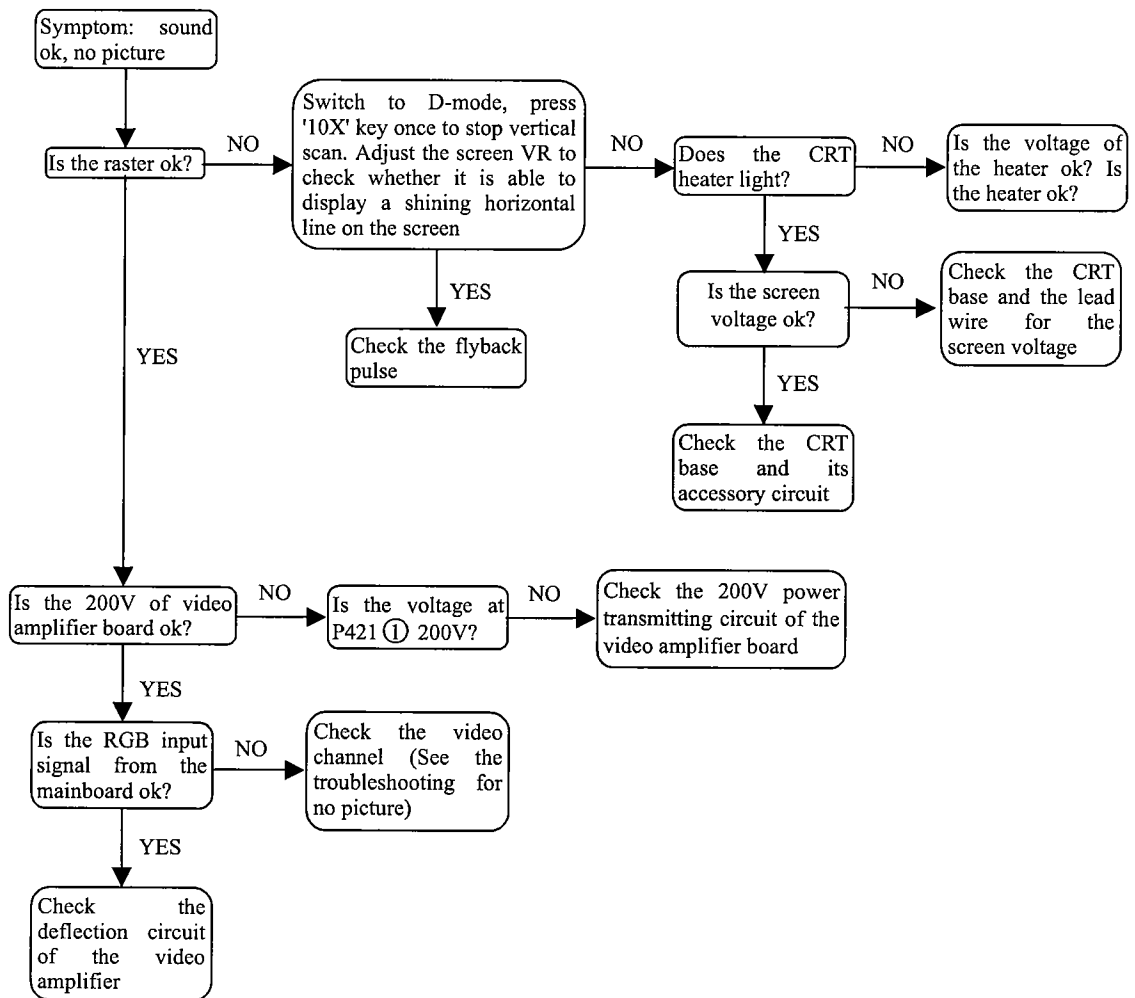 Symptom: sound
ok, no picture
Is the raster ok?
NO
Switch to D-mode, press
'10X' key once to stop vertical
scan. Adjust the screen VR to
check whether it is able to
display a shining horizontal
line on the screen
NO
Does the CRT
heater light?
NO
Is the voltage of
the heater ok? Is
the heater ok?
YES
Is the screen
voltage ok?
NO
Check the CRT
base and the lead
wire for the
screen voltage
YES
Check the flyback
pulse
YES
YES
Check the CRT
base and its
accessory circuit
Is the 200V of video
amplifier board ok?
NO
Is the voltage at
P421 ① 200V?
NO
Check the 200V power
transmitting circuit of the
video amplifier board
YES
Is the RGB input
signal from the
mainboard ok?
NO
Check the video
channel (See the
troubleshooting for
no picture)
YES
Check the
deflection circuit
of the video
amplifier